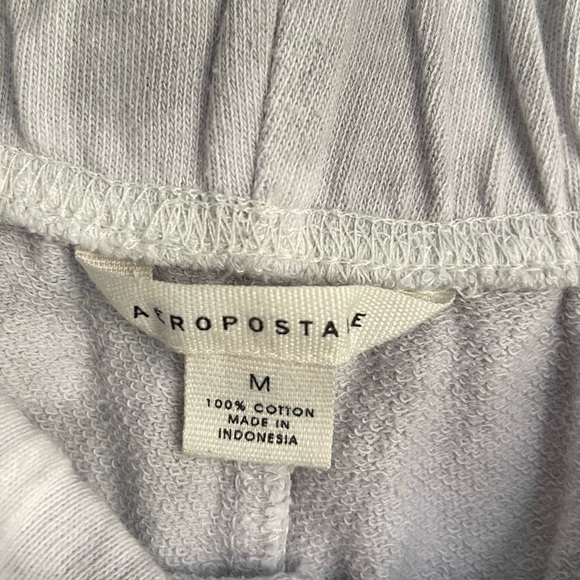 AEROPOSTALE
M
100% COTTON
MADE IN
INDONESIA